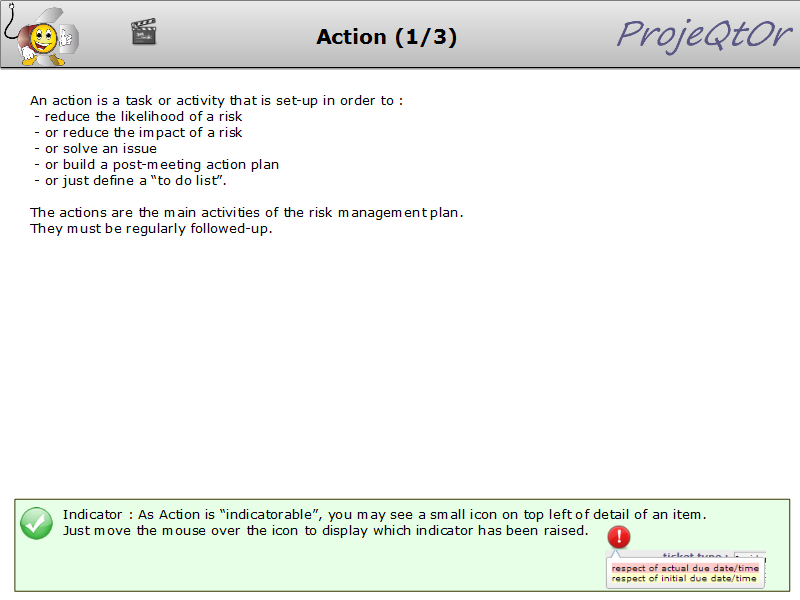 Action (1/3)
ProjeQtOr
An action is a task or activity that is set-up in order to :
- reduce the likelihood of a risk
- or reduce the impact of a risk
- or solve an issue
- or build a post-meeting action plan
- or just define a “to do list”.
The actions are the main activities of the risk management plan.
They must be regularly followed-up.
Indicator : As Action is “indicatorable”, you may see a small icon on top left of detail of an item.
Just move the mouse over the icon to display which indicator has been raised.
ticket type :
respect of actual due date/time
respect of initial due date/time